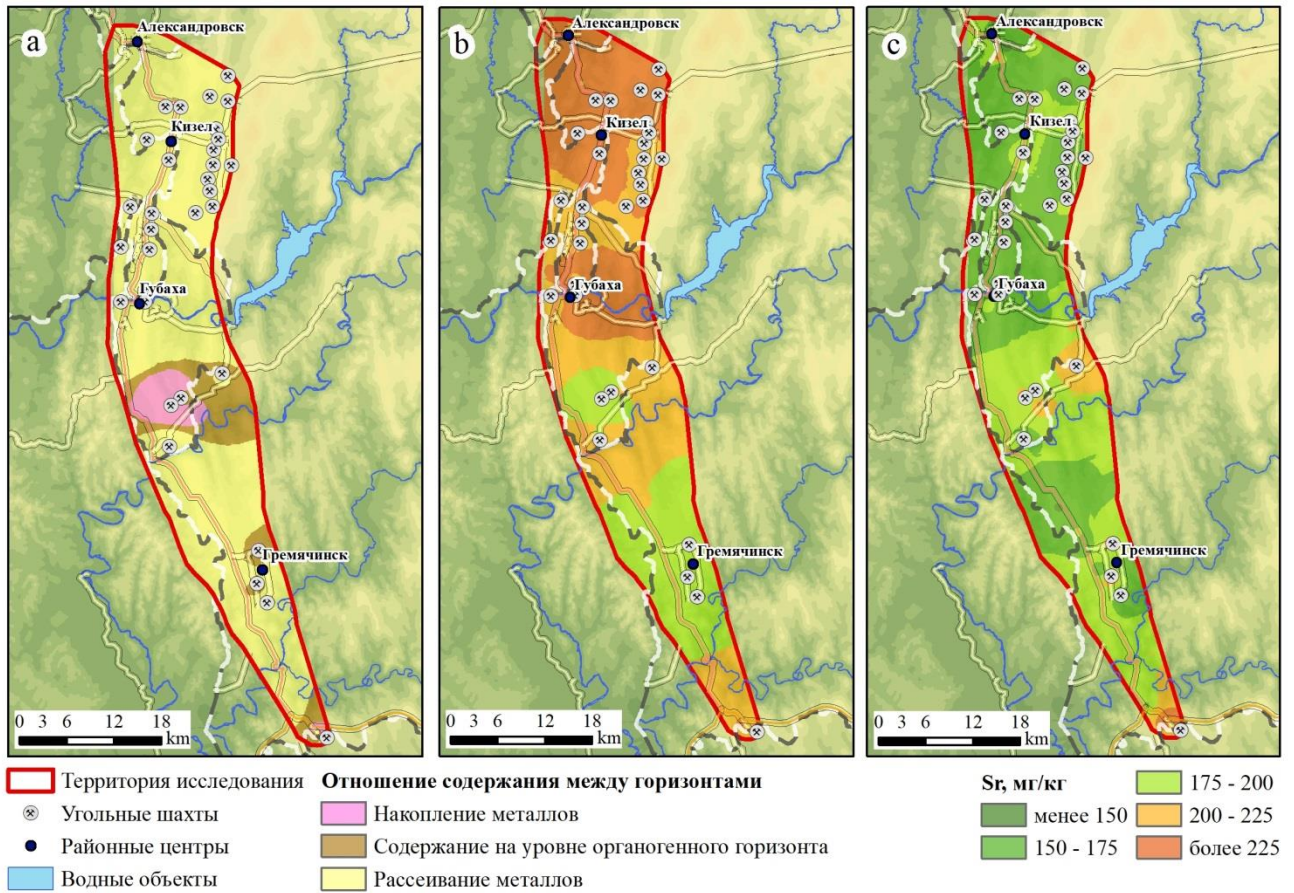 a
Александровск
Кизел
Губаха
Гремячинск
0 3 6 12 18
km
b
Александровск
Кизел
Губаха
Гремячинск
0 3 6 12 18
km
c
Александровск
Кизел
Губаха
Гремячинск
0 3 6 12 18
km
Территория исследования
Угольные шахты
Районные центры
Водные объекты
Отношение содержания между горизонтами
Накопление металлов
Содержание на уровне органогенного горизонта
Рассеивание металлов
Sr, мг/кг
менее 150
150 - 175
175 - 200
200 - 225
более 225